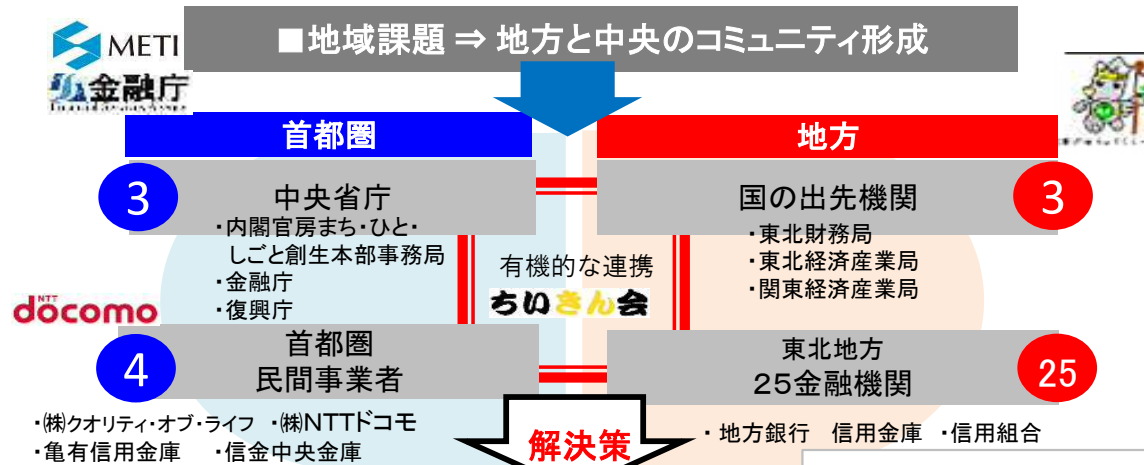 ■地域課題 ⇒ 地方と中央のコミュニティ形成
METI
金融庁
首都圏
地方
3
中央省庁
・内閣官房まち・ひと・
しごと創生本部事務局
・金融庁
・復興庁
国の出先機関
3
・東北財務局
・東北経済産業局
・関東経済産業局
有機的な連携
ちいきん会
NTT
docomo
4
首都圏
民間事業者
・㈱クオリティ・オブ・ライフ ・㈱NTTドコモ
・亀有信用金庫 ・信金中央金庫
東北地方
25金融機関
25
・地方銀行 信用金庫 ・信用組合
解決策